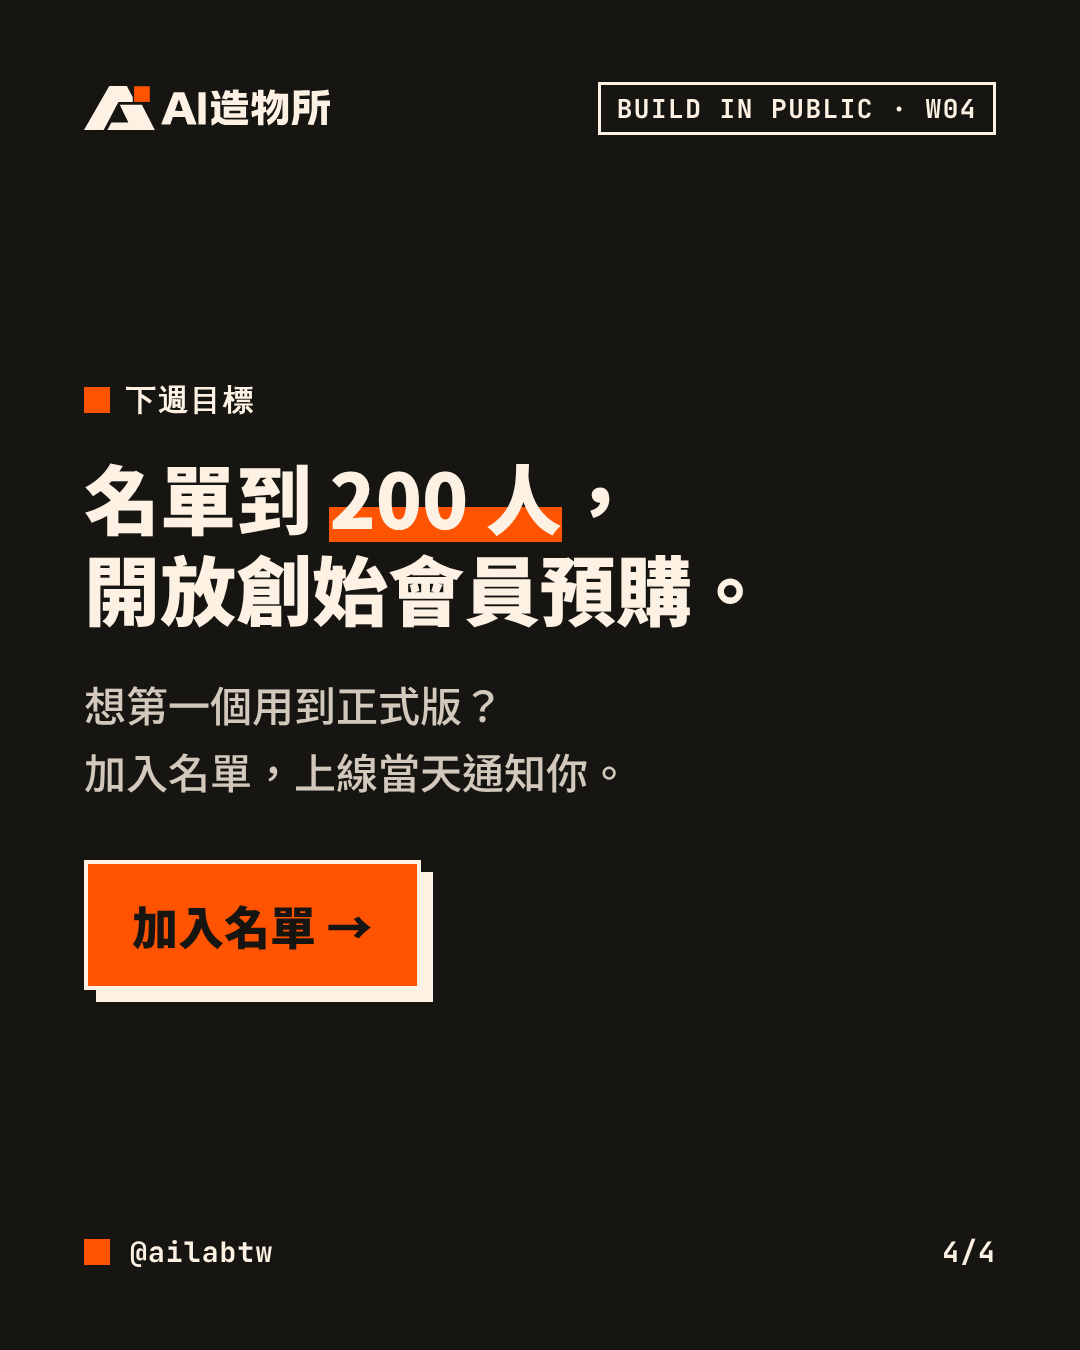 AI造物所
BUILD IN PUBLIC · W04
下週目標
名單到 200 人，
開放創始會員預購。
想第一個用到正式版？
加入名單，上線當天通知你。
加入名單 →
@ailabtw
4/4